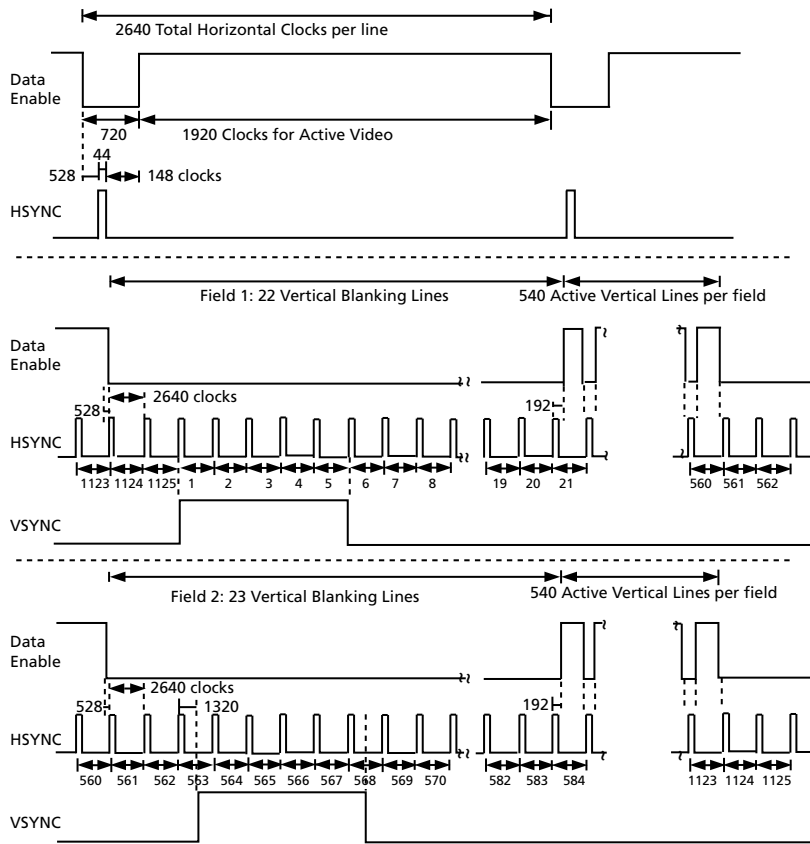 2640 Total Horizontal Clocks per line
Data
Enable
720
1920 Clocks for Active Video
44
528
148 clocks
HSYNC
Field 1: 22 Vertical Blanking Lines
540 Active Vertical Lines per field
Data
Enable
2640 clocks
528
192
HSYNC
1123 1124 1125 1 2 3 4 5 6 7 8 19 20 21 560 561 562
VSYNC
Field 2: 23 Vertical Blanking Lines
540 Active Vertical Lines per field
Data
Enable
2640 clocks
528
1320
192
HSYNC
560 561 562 563 564 565 566 567 568 569 570 582 583 584 1123 1124 1125
VSYNC